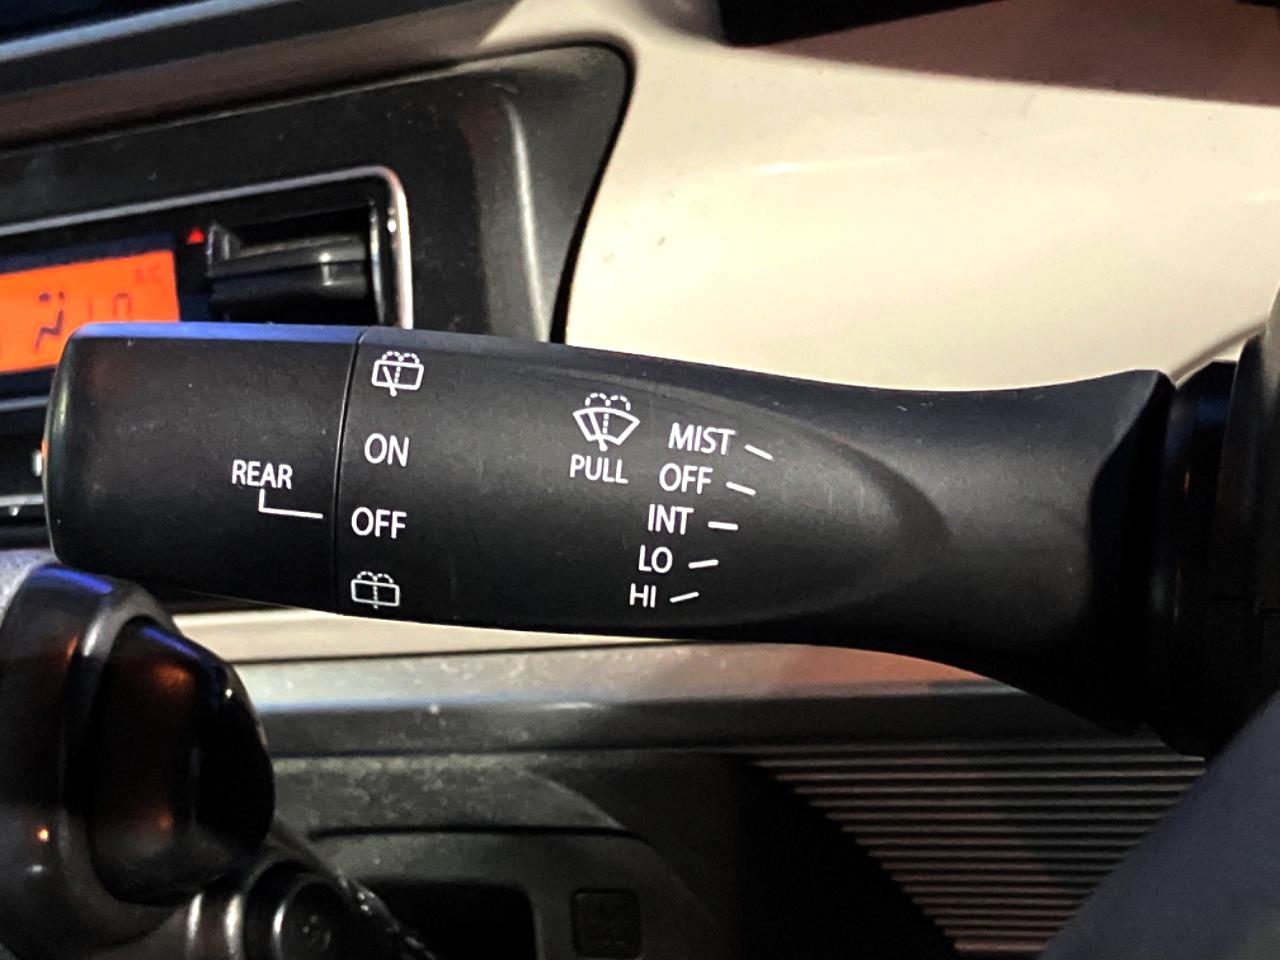 REAR
ON
OFF
PULL
MIST
OFF
INT
LO
HI